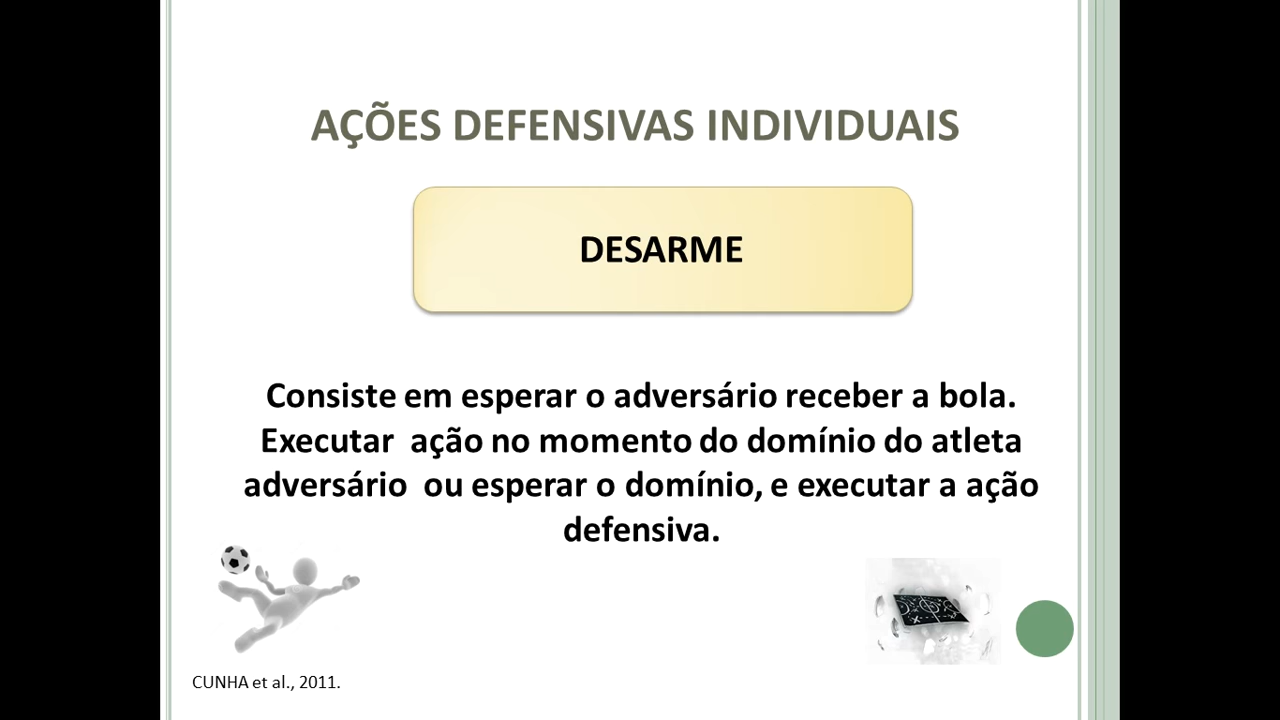 AÇÕES DEFENSIVAS INDIVIDUAIS
DESARME
Consiste em esperar o adversário receber a bola.
Executar  ação no momento do domínio do atleta
adversário  ou esperar o domínio, e executar a ação
defensiva.
CUNHA et al., 2011.